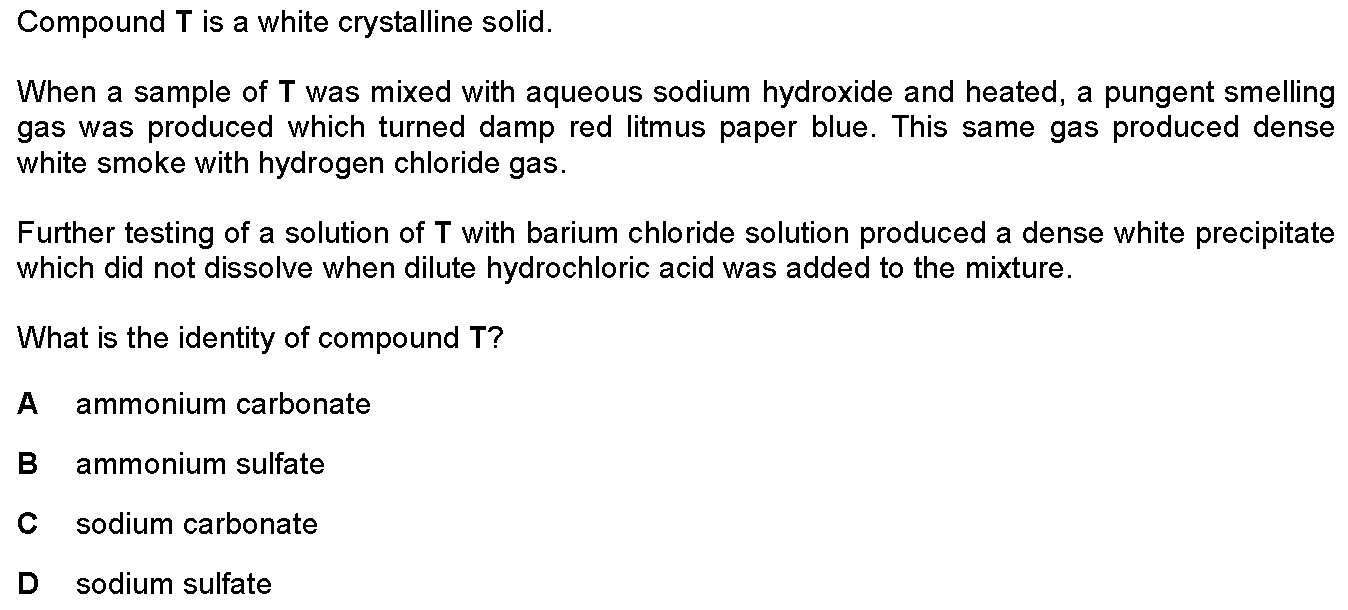 Compound T is a white crystalline solid.
When a sample of T was mixed with aqueous sodium hydroxide and heated, a pungent smelling
gas was produced which turned damp red litmus paper blue. This same gas produced dense
white smoke with hydrogen chloride gas.
Further testing of a solution of T with barium chloride solution produced a dense white precipitate
which did not dissolve when dilute hydrochloric acid was added to the mixture.
What is the identity of compound T?
A ammonium carbonate
B ammonium sulfate
C sodium carbonate
D sodium sulfate